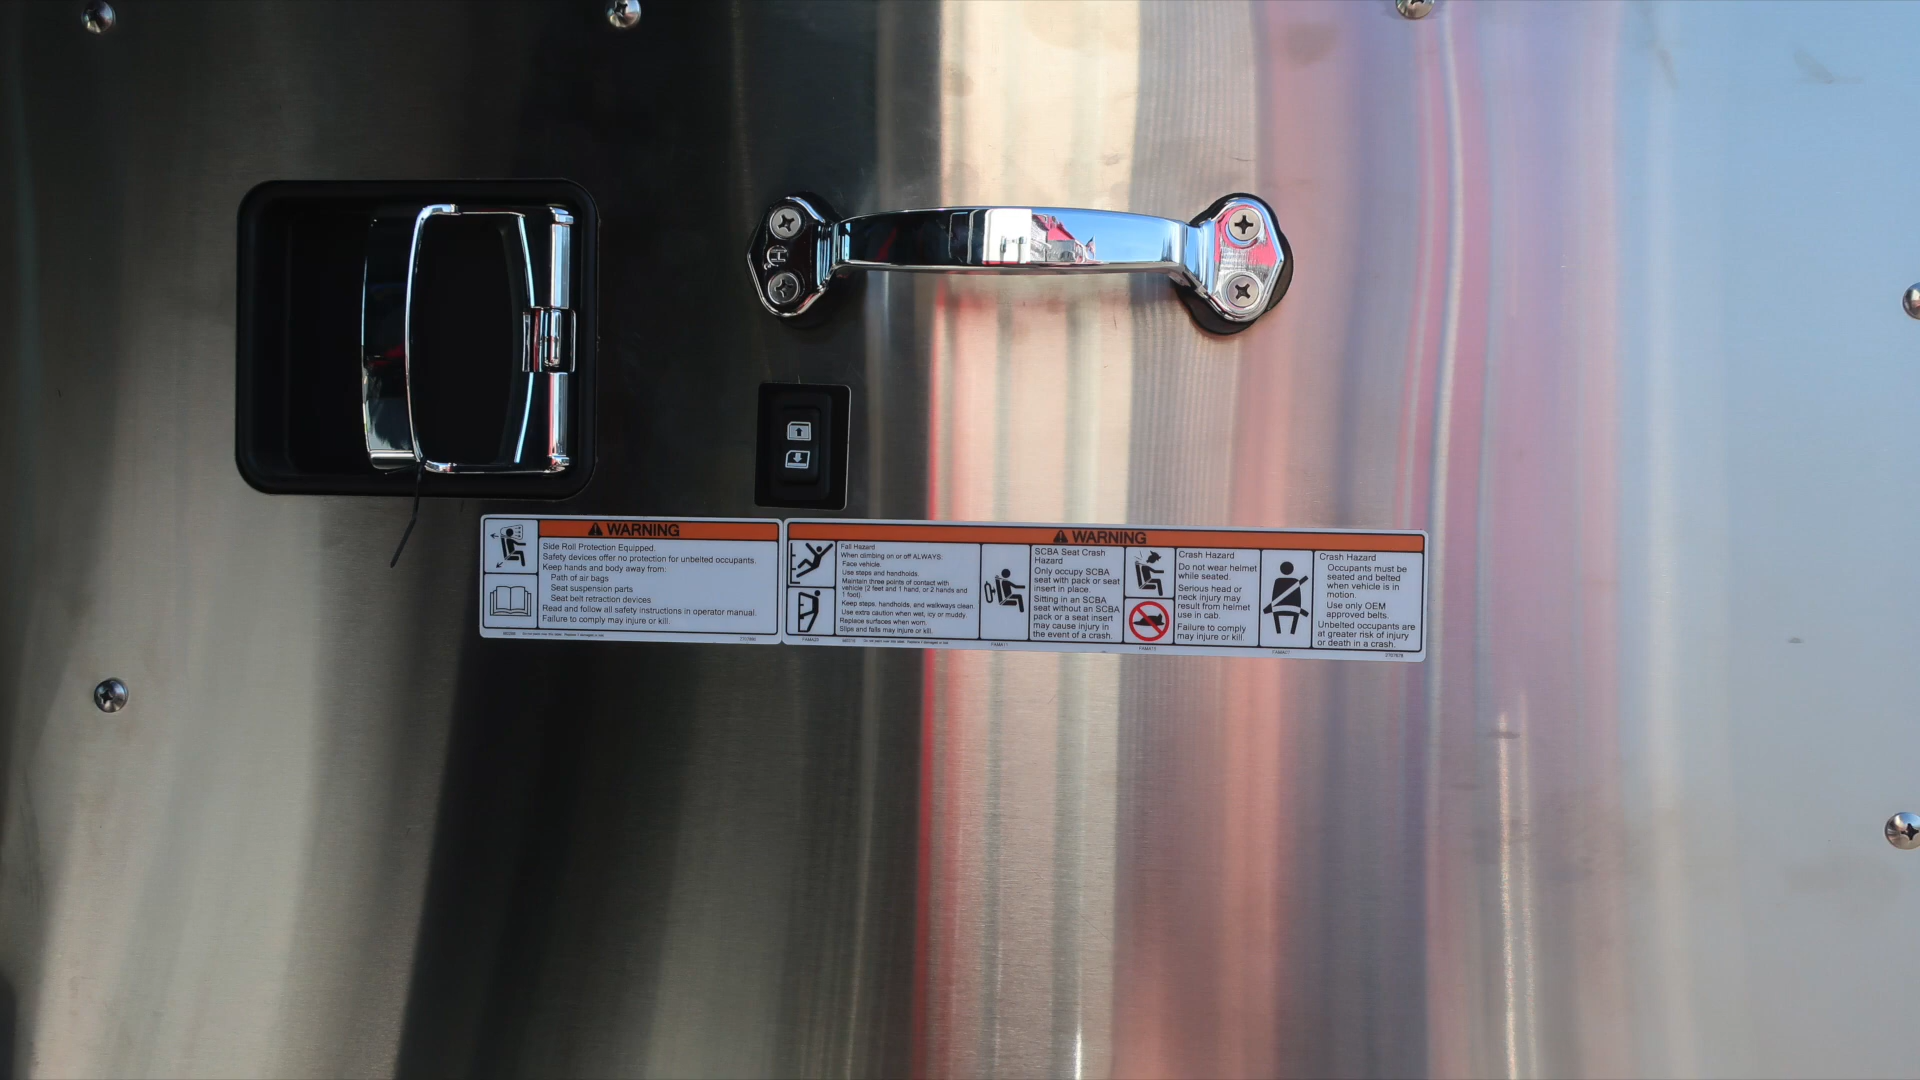 WARNING
Side Roll Protection Equipped.
Safety devices offer no protection for unbelted occupants.
Keep hands and body away from:
Path of air bags
Seat suspension parts
Seat belt retraction devices
Read and follow all safety instructions in operator manual.
Failure to comply may injure or kill.
WARNING
Fall Hazard
When climbing on or off ALWAYS:
Face vehicle.
Use steps and handholds.
Maintain three points of contact with
vehicle (2 feet and 1 hand, or 2 hands and
1 foot).
Keep steps, handholds, and walkways clean.
Use extra caution when wet, icy or muddy.
Replace surfaces when worn.
Slips and falls may injure or kill.
SCBA Seat Crash
Hazard
Only occupy SCBA
seat with pack or seat
insert in place.
Sitting in an SCBA
seat without an SCBA
pack or a seat insert
may cause injury in
the event of a crash.
Crash Hazard
Do not wear helmet
while seated.
Serious head or
neck injury may
result from helmet
use in cab.
Failure to comply
may injure or kill.
Crash Hazard
Occupants must be
seated and belted
when vehicle is in
motion.
Use only OEM
approved belts.
Unbelted occupants are
at greater risk of injury
or death in a crash.